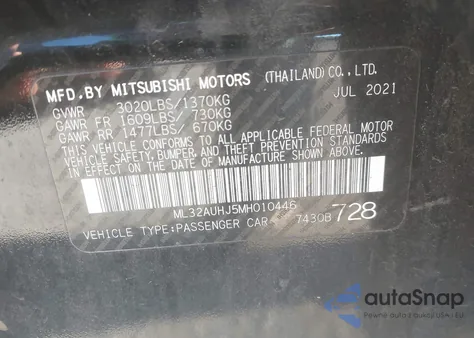 MFD.BY MITSUBISHI MOTORS (THAILAND) CO., LTD.
GVWR 3020LBS/1370KG JUL 2021
GAWR FR 1609LBS/ 730KG
GAWR RR 1477LBS/ 670KG
THIS VEHICLE CONFORMS TO ALL APPLICABLE FEDERAL MOTOR
VEHICLE SAFETY, BUMPER, AND THEFT PREVENTION STANDARDS
IN EFFECT ON THE DATE OF MANUFACTURE SHOWN ABOVE.
ML32AUHJ5MH010446
VEHICLE TYPE:PASSENGER CAR 7430B 728
autoSnap